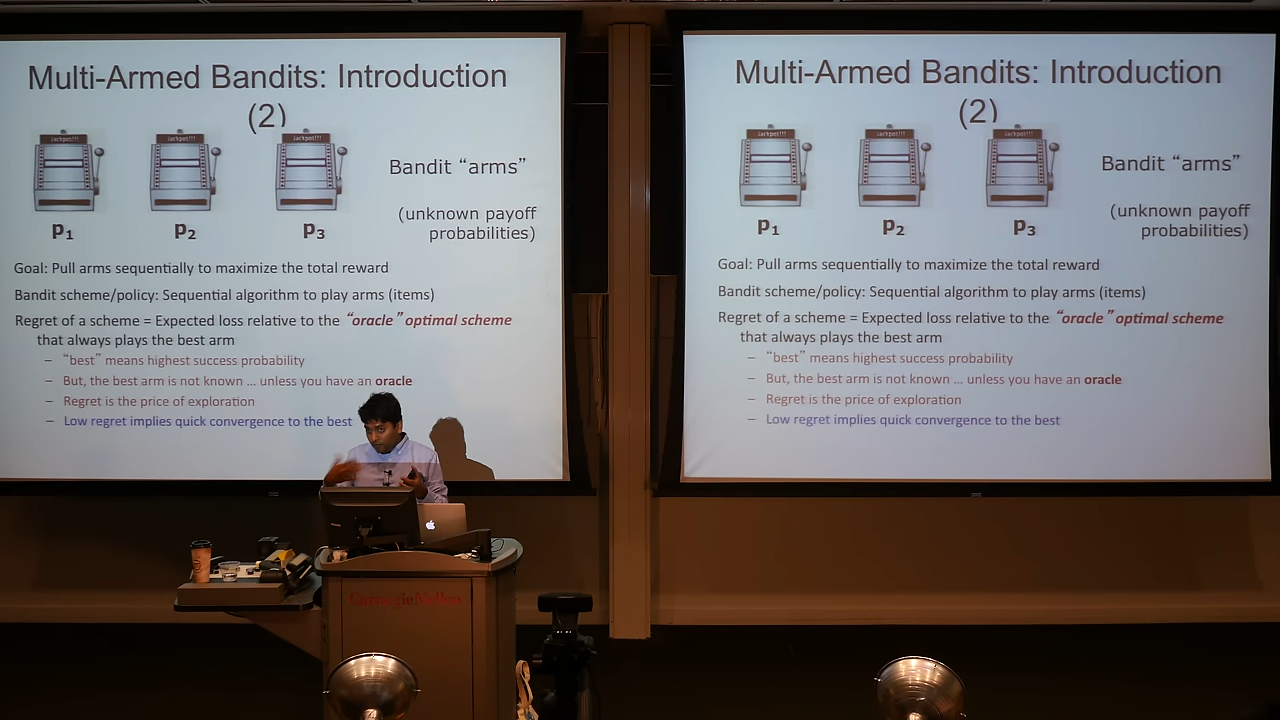 Multi-Armed Bandits: Introduction
(2)
Jackpot!!! Jackpot!!! Jackpot!!!
Bandit “arms”
p1 p2 p3
(unknown payoff
probabilities)
Goal: Pull arms sequentially to maximize the total reward
Bandit scheme/policy: Sequential algorithm to play arms (items)
Regret of a scheme = Expected loss relative to the “oracle” optimal scheme
that always plays the best arm
– “best” means highest success probability
– But, the best arm is not known … unless you have an oracle
– Regret is the price of exploration
– Low regret implies quick convergence to the best
Multi-Armed Bandits: Introduction
(2)
Jackpot!!! Jackpot!!! Jackpot!!!
Bandit “arms”
p1 p2 p3
(unknown payoff
probabilities)
Goal: Pull arms sequentially to maximize the total reward
Bandit scheme/policy: Sequential algorithm to play arms (items)
Regret of a scheme = Expected loss relative to the “oracle” optimal scheme
that always plays the best arm
– “best” means highest success probability
– But, the best arm is not known … unless you have an oracle
– Regret is the price of exploration
– Low regret implies quick convergence to the best
Carnegie Mellon